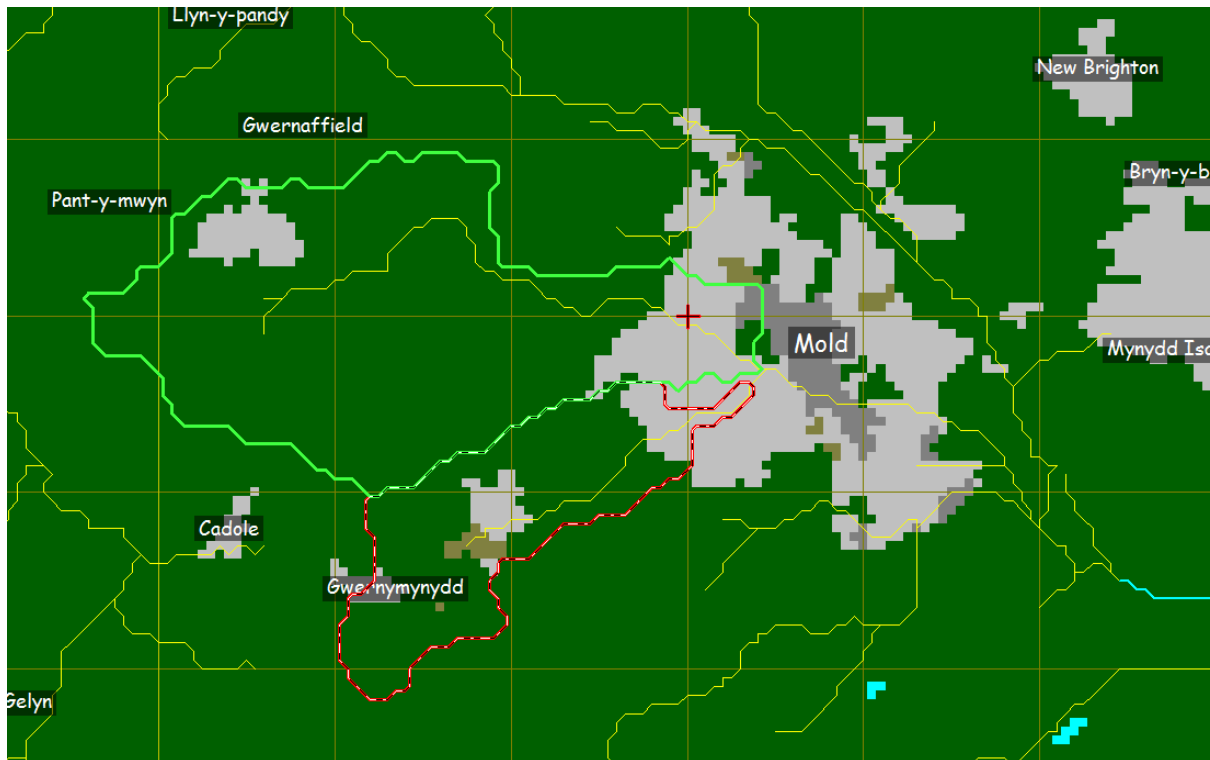 Llyn-y-pandy
New Brighton
Gwernaffield
Bryn-y-b
Pant-y-mwyn
Mold
Mynydd Isa
Cadole
Gwernymynydd
Gelyn